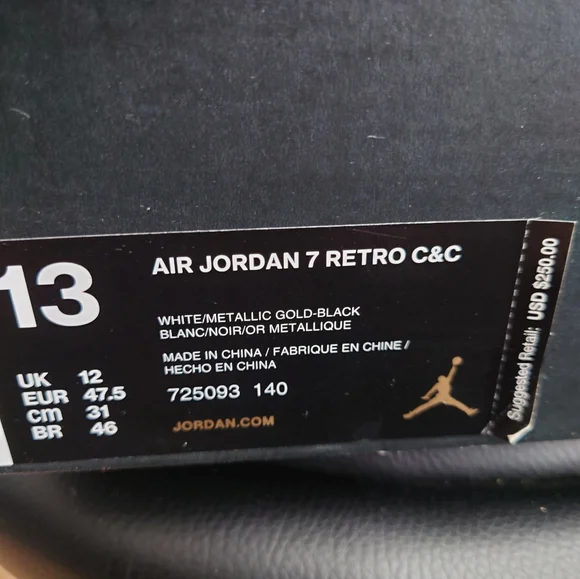 13
AIR JORDAN 7 RETRO C&C
WHITE/METALLIC GOLD-BLACK
BLANC/NOIR/OR METALLIQUE
MADE IN CHINA / FABRIQUE EN CHINE /
HECHO EN CHINA
725093 140
JORDAN.COM
UK 12
EUR 47.5
CM 31
BR 46
Suggested Retail: USD $250.00